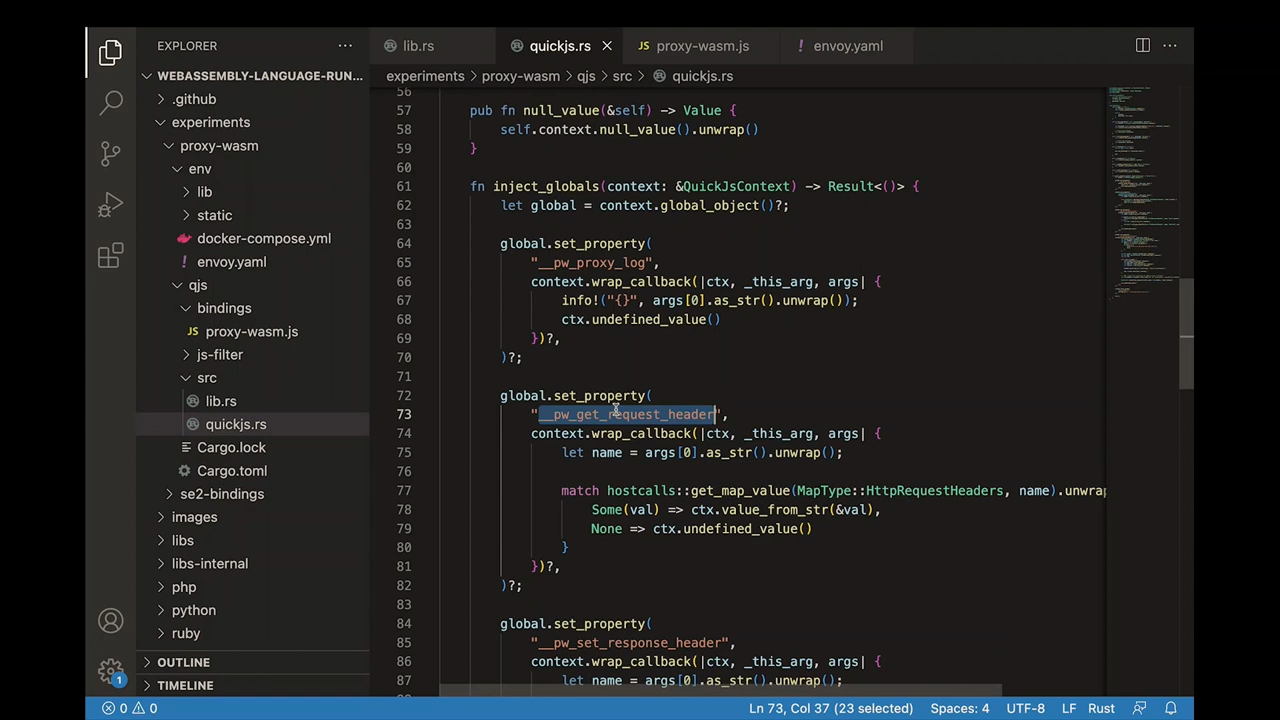 EXPLORER
WEBASSEMBLY-LANGUAGE-RUN...
.github
experiments
proxy-wasm
env
lib
static
docker-compose.yml
! envoy.yaml
qjs
bindings
JS proxy-wasm.js
js-filter
src
lib.rs
quickjs.rs
Cargo.lock
Cargo.toml
se2-bindings
images
libs
libs-internal
php
python
ruby
OUTLINE
TIMELINE
1
lib.rs quickjs.rs JS proxy-wasm.js ! envoy.yaml
experiments > proxy-wasm > qjs > src > quickjs.rs
56
57 pub fn null_value(&self) -> Value {
58 self.context.null_value().unwrap()
59 }
60
61 fn inject_globals(context: &QuickJsContext) -> Result<()> {
62 let global = context.global_object()?;
63
64 global.set_property(
65 "__pw_proxy_log",
66 context.wrap_callback(|ctx, _this_arg, args| {
67 info!("{}", args[0].as_str().unwrap());
68 ctx.undefined_value()
69 })?,
70 )?;
71
72 global.set_property(
73 "__pw_get_request_header",
74 context.wrap_callback(|ctx, _this_arg, args| {
75 let name = args[0].as_str().unwrap();
76
77 match hostcalls::get_map_value(MapType::HttpRequestHeaders, name).unwrap
78 Some(val) => ctx.value_from_str(&val),
79 None => ctx.undefined_value()
80 }
81 })?,
82 )?;
83
84 global.set_property(
85 "__pw_set_response_header",
86 context.wrap_callback(|ctx, _this_arg, args| {
87 let name = args[0].as_str().unwrap();
0 0 Ln 73, Col 37 (23 selected) Spaces: 4 UTF-8 LF Rust